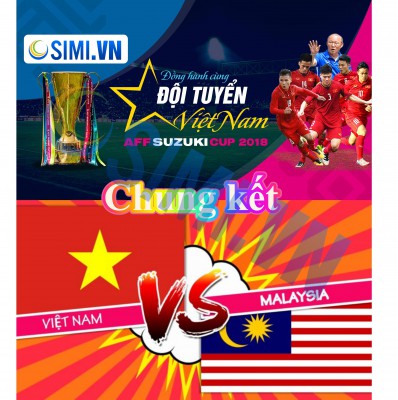 SIMI.VN
Đồng hành cùng
ĐỘI TUYỂN
Việt Nam
AFF SUZUKI CUP 2018
Chung kết
VIỆT NAM
VS
MALAYSIA